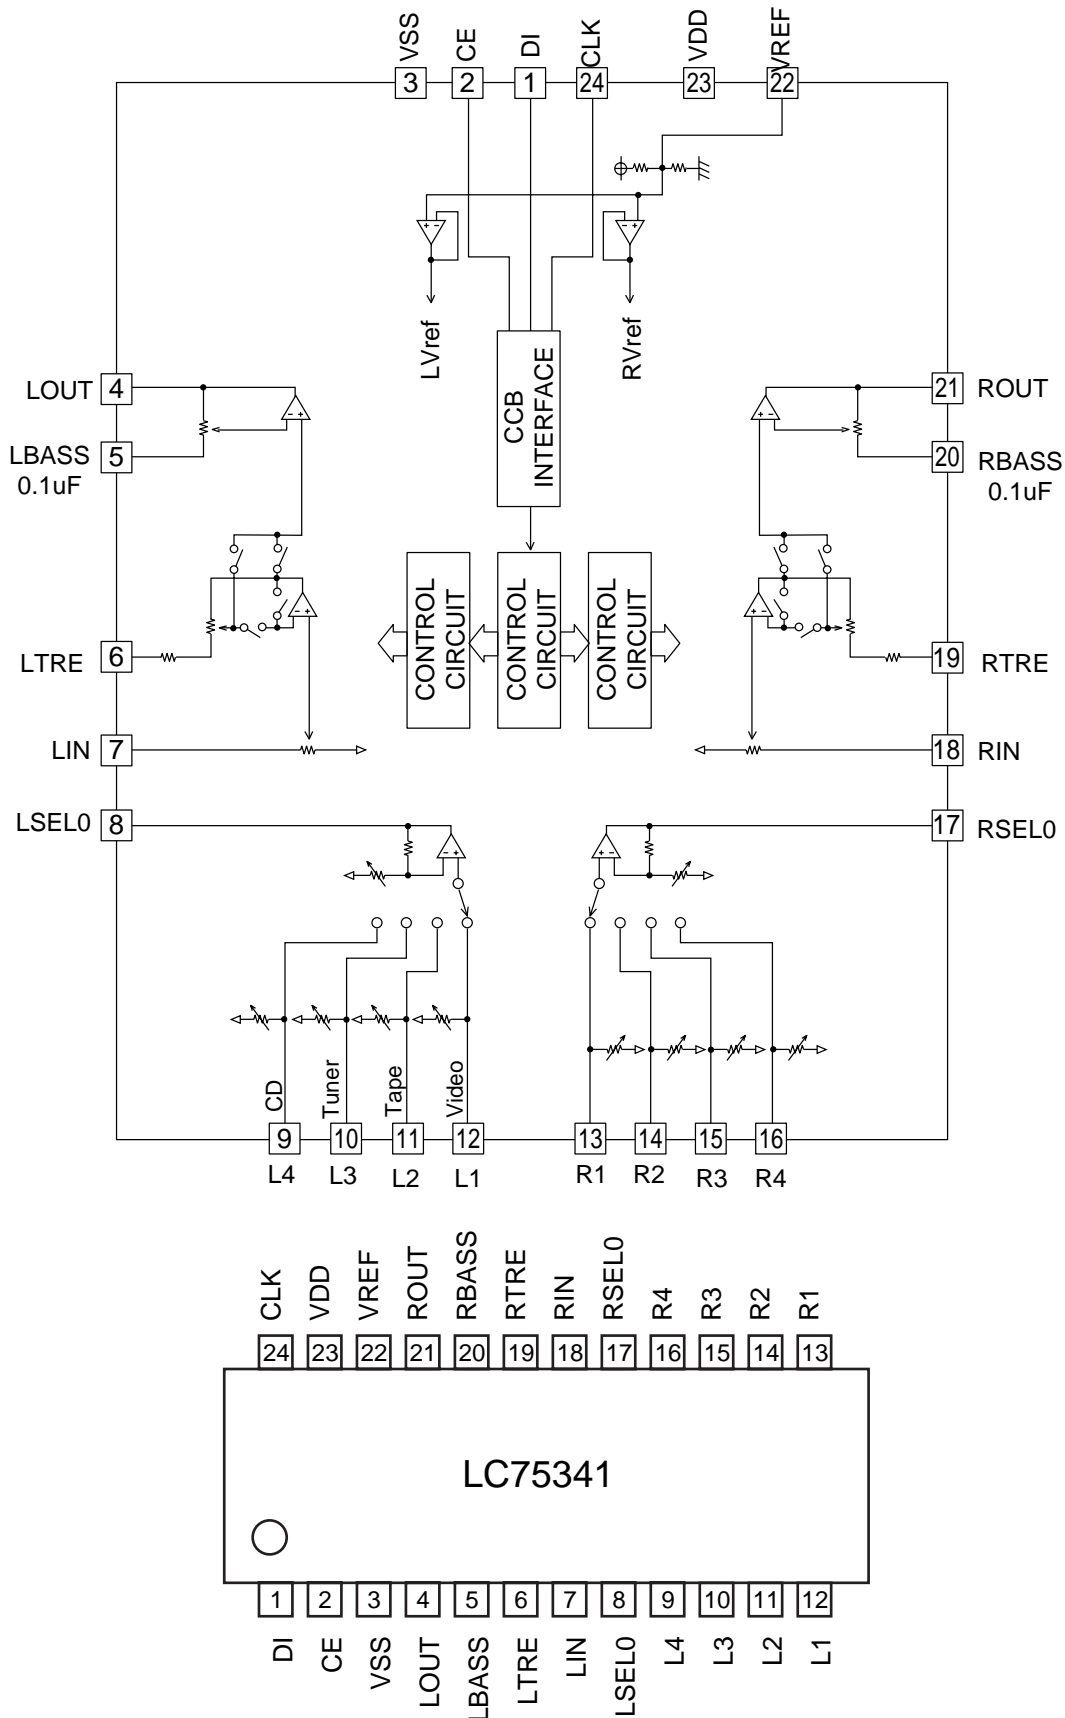 VSS
CE
DI
CLK
VDD
VREF
3
2
1
24
23
22
LVref
RVref
CCB
INTERFACE
LOUT 4
LBASS 5
0.1uF
21 ROUT
20 RBASS
0.1uF
CONTROL
CIRCUIT
CONTROL
CIRCUIT
CONTROL
CIRCUIT
LTRE 6
19 RTRE
LIN 7
18 RIN
LSEL0 8
17 RSEL0
CD
Tuner
Tape
Video
9
10
11
12
13
14
15
16
L4
L3
L2
L1
R1
R2
R3
R4
CLK
VDD
VREF
ROUT
RBASS
RTRE
RIN
RSEL0
R4
R3
R2
R1
24
23
22
21
20
19
18
17
16
15
14
13
LC75341
1
2
3
4
5
6
7
8
9
10
11
12
DI
CE
VSS
LOUT
LBASS
LTRE
LIN
LSEL0
L4
L3
L2
L1